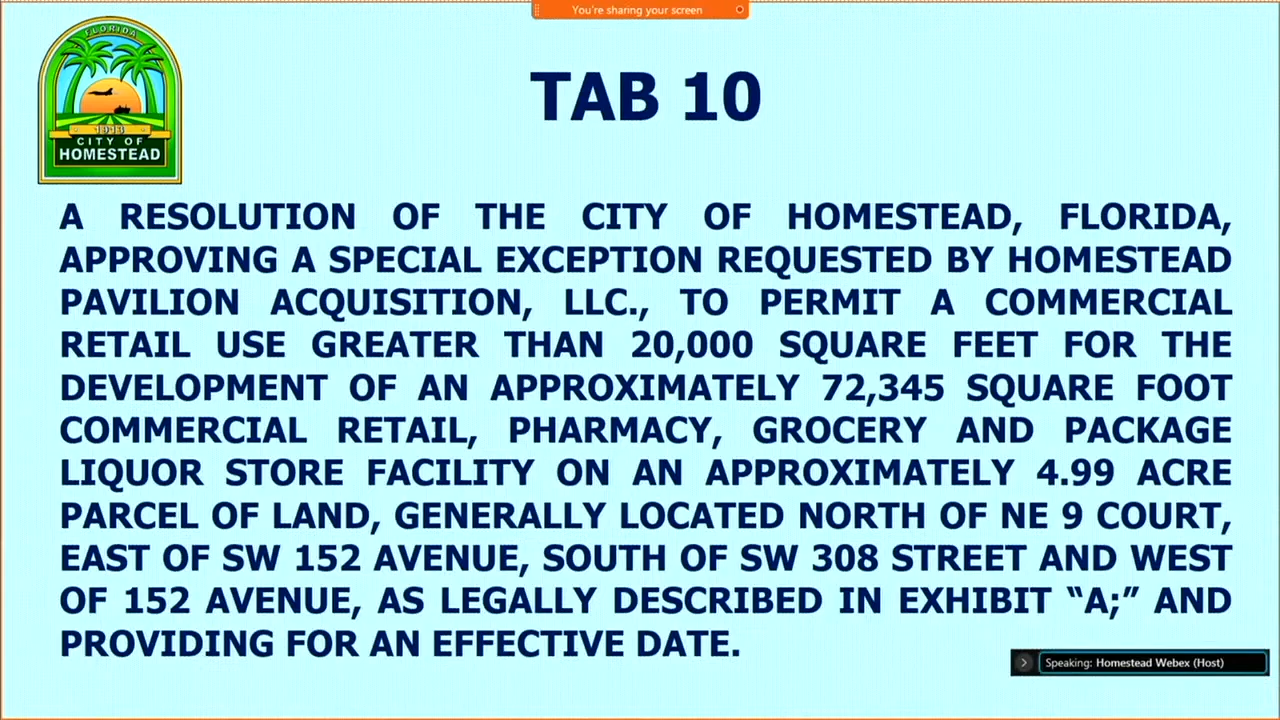 You're sharing your screen
FLORIDA
1913
CITY OF
HOMESTEAD
TAB 10
A RESOLUTION OF THE CITY OF HOMESTEAD, FLORIDA,
APPROVING A SPECIAL EXCEPTION REQUESTED BY HOMESTEAD
PAVILION ACQUISITION, LLC., TO PERMIT A COMMERCIAL
RETAIL USE GREATER THAN 20,000 SQUARE FEET FOR THE
DEVELOPMENT OF AN APPROXIMATELY 72,345 SQUARE FOOT
COMMERCIAL RETAIL, PHARMACY, GROCERY AND PACKAGE
LIQUOR STORE FACILITY ON AN APPROXIMATELY 4.99 ACRE
PARCEL OF LAND, GENERALLY LOCATED NORTH OF NE 9 COURT,
EAST OF SW 152 AVENUE, SOUTH OF SW 308 STREET AND WEST
OF 152 AVENUE, AS LEGALLY DESCRIBED IN EXHIBIT “A;” AND
PROVIDING FOR AN EFFECTIVE DATE.
Speaking: Homestead Webex (Host)